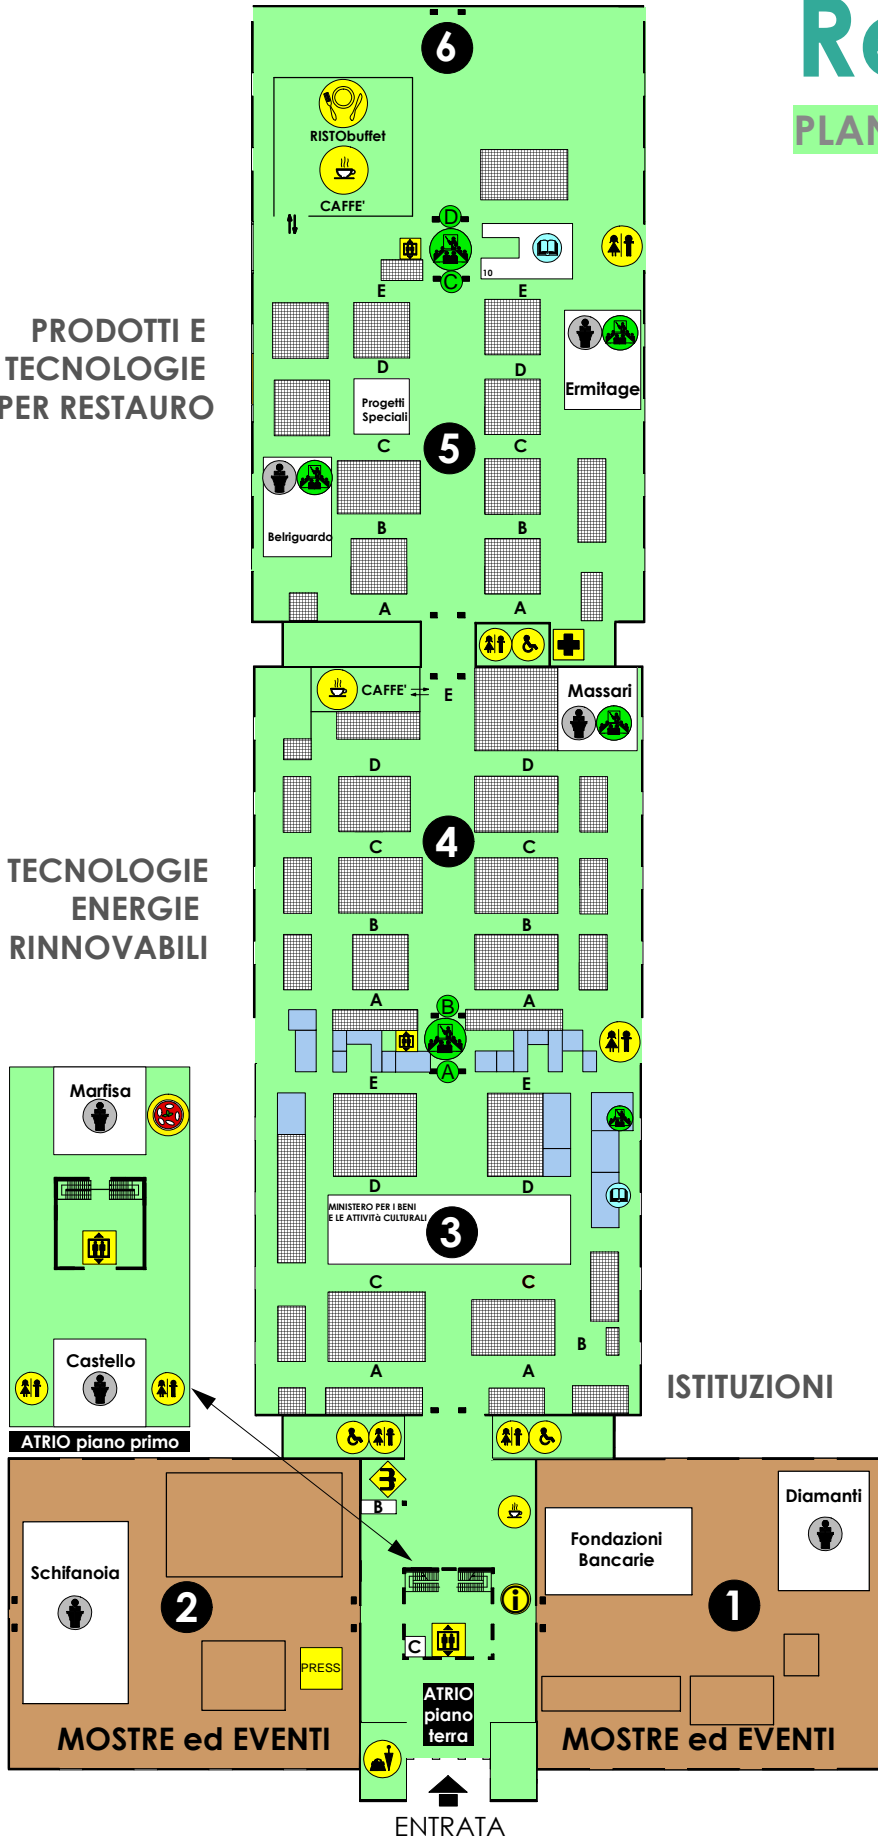 Re
PLAN
6
RISTObuffet
CAFFE'
D
C
10
E
E
PRODOTTI E
TECNOLOGIE
PER RESTAURO
D
D
Ermitage
Progetti
Speciali
C
5
C
Belriguardo
B
B
A
A
CAFFE'
E
Massari
D
D
4
C
C
TECNOLOGIE
ENERGIE
RINNOVABILI
B
B
A
B
A
A
E
E
Marfisa
D
D
MINISTERO PER I BENI
E LE ATTIVITà CULTURALI
3
C
C
B
Castello
A
A
ISTITUZIONI
ATRIO piano primo
3
B
Diamanti
Fondazioni
Bancarie
Schifanoia
2
i
1
C
PRESS
ATRIO
piano
terra
MOSTRE ed EVENTI
MOSTRE ed EVENTI
ENTRATA